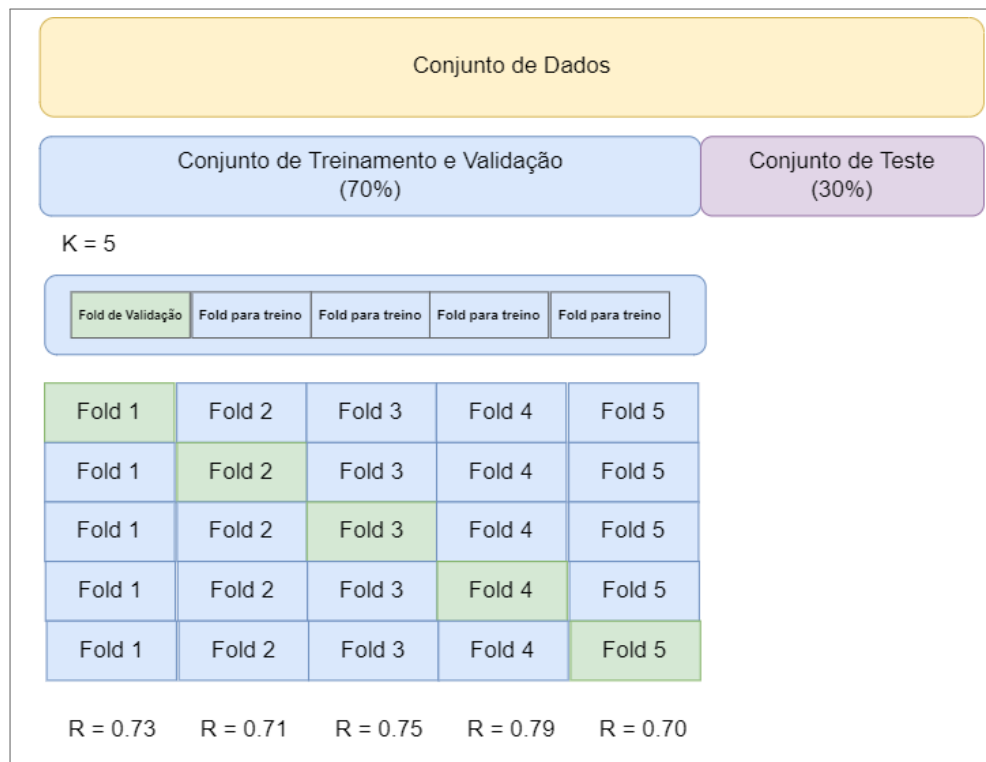 Conjunto de Dados
Conjunto de Treinamento e Validação
(70%)
Conjunto de Teste
(30%)
K = 5
Fold de Validação Fold para treino Fold para treino Fold para treino Fold para treino
Fold 1 Fold 2 Fold 3 Fold 4 Fold 5
Fold 1 Fold 2 Fold 3 Fold 4 Fold 5
Fold 1 Fold 2 Fold 3 Fold 4 Fold 5
Fold 1 Fold 2 Fold 3 Fold 4 Fold 5
Fold 1 Fold 2 Fold 3 Fold 4 Fold 5
R = 0.73 R = 0.71 R = 0.75 R = 0.79 R = 0.70